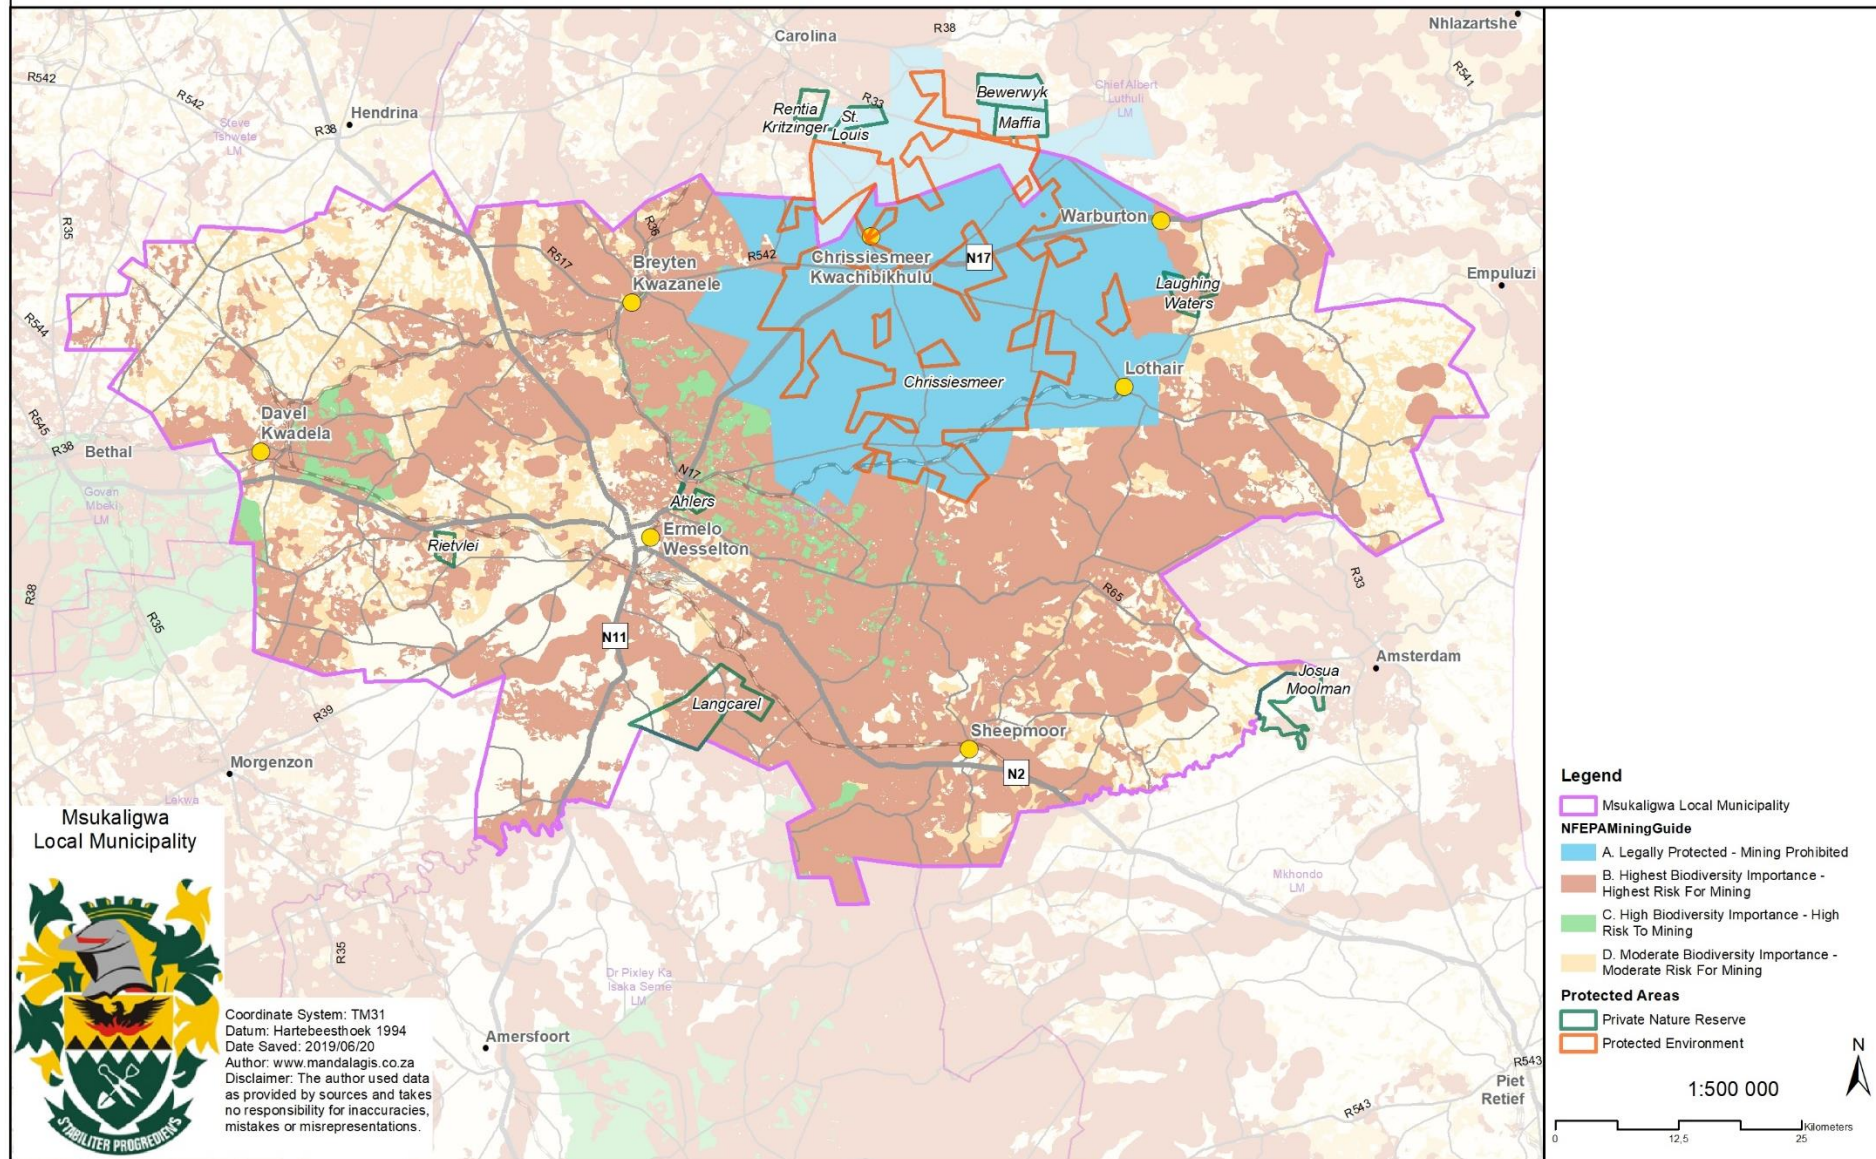 Nhlazartshe
R38
Carolina
R541
R542
R542
Hendrina
R38
Steve
Tshwete
LM
Chief Albert
Luthuli
LM
Bewerwyk
Maffia
Rentia
Kritzinger
R33
St.
Louis
R35
R36
R517
Breyten
Kwazanele
R542
Chrissiesmeer
Kwachibikhulu
N17
Warburton
Laughing
Waters
Empuluzi
R544
Lothair
Chrissiesmeer
Davel
Kwadela
R545
R38
Bethal
Govan
Mbeki
LM
N17
Ahlers
Ermelo
Wesselton
Rietvlei
R38
R35
R33
R65
N11
Amsterdam
Josua
Moolman
Langcarel
R39
Sheepmoor
N2
Morgenzon
Lekwa
Mkhondo
LM
R35
Dr Pixley Ka
Isaka Seme
LM
Amersfoort
R543
Piet
Retief
R543
Msukaligwa
Local Municipality
STABILITER PROGREDIENS
Coordinate System: TM31
Datum: Hartebeesthoek 1994
Date Saved: 2019/06/20
Author: www.mandalagis.co.za
Disclaimer: The author used data
as provided by sources and takes
no responsibility for inaccuracies,
mistakes or misrepresentations.
Legend
Msukaligwa Local Municipality
NFEPAMiningGuide
A. Legally Protected - Mining Prohibited
B. Highest Biodiversity Importance -
Highest Risk For Mining
C. High Biodiversity Importance - High
Risk To Mining
D. Moderate Biodiversity Importance -
Moderate Risk For Mining
Protected Areas
Private Nature Reserve
Protected Environment
N
1:500 000
Kilometers
0 12,5 25